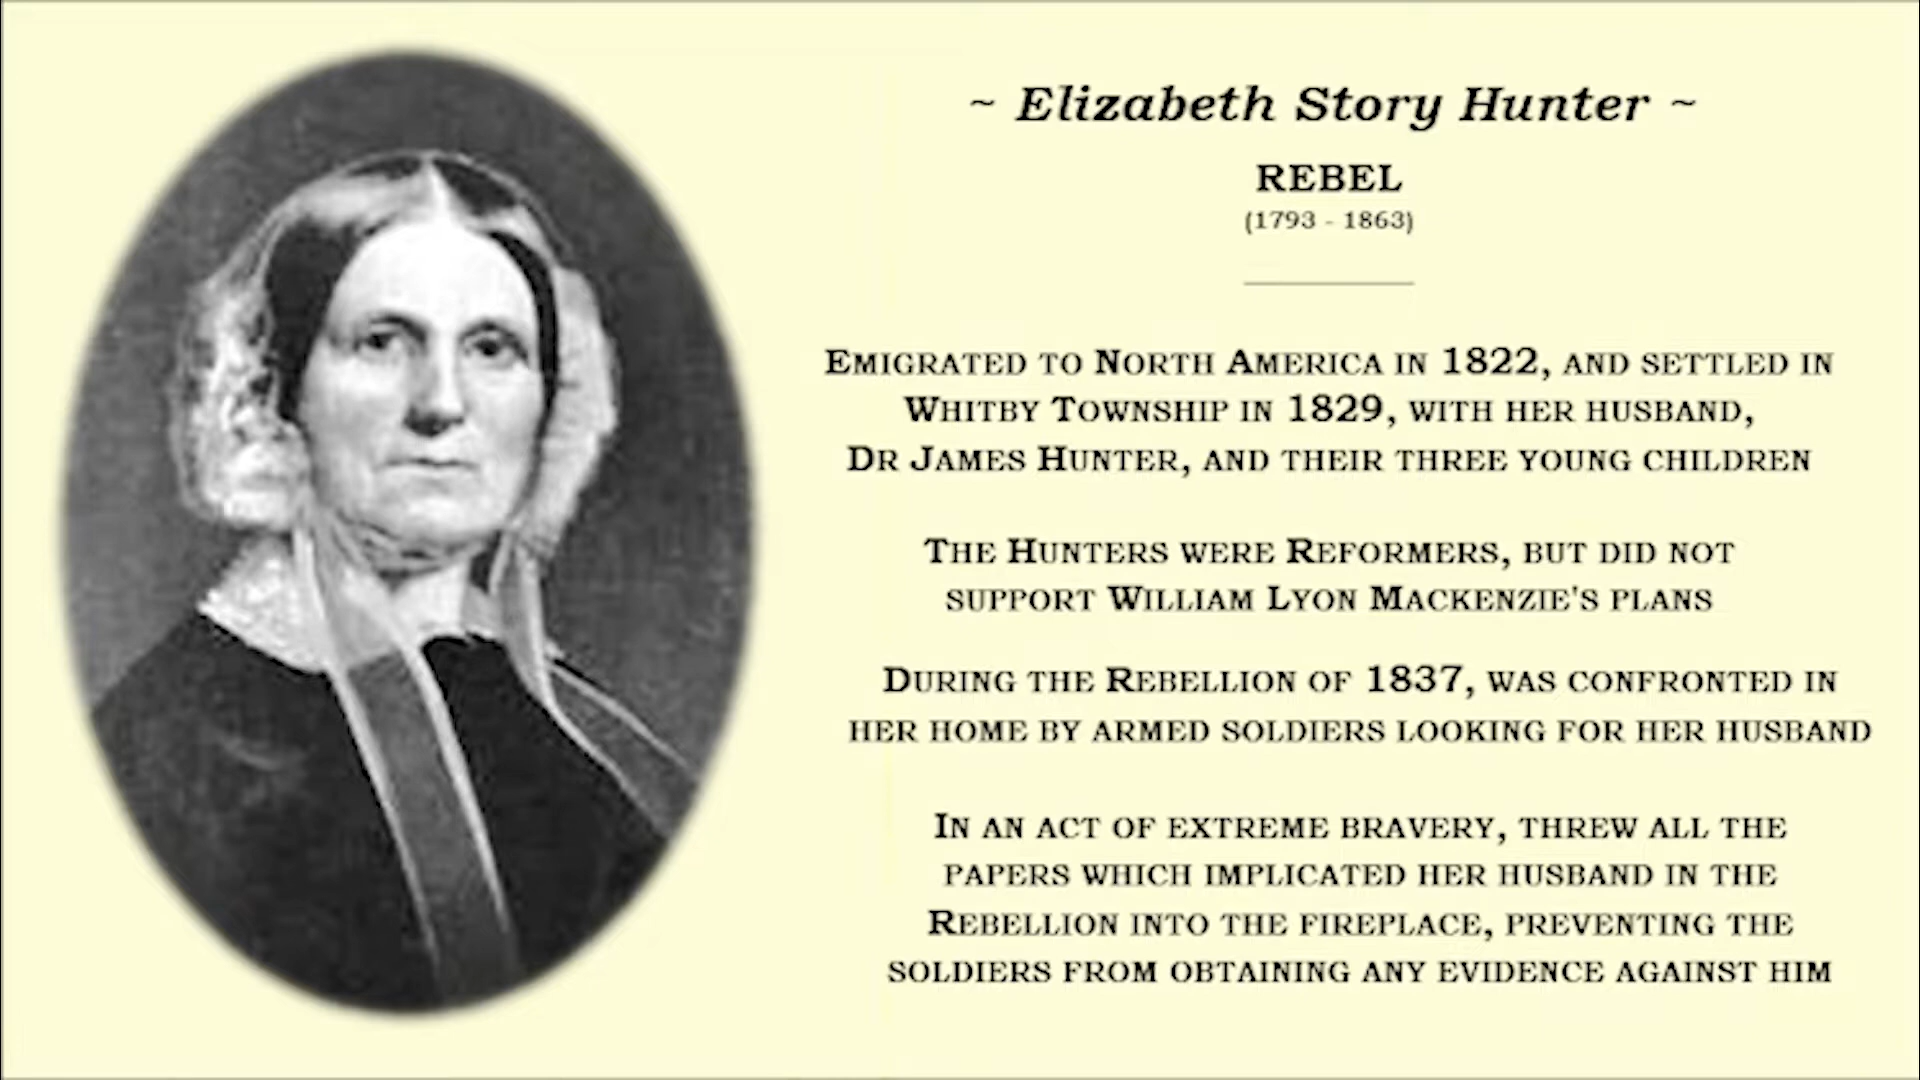 ~ Elizabeth Story Hunter ~
REBEL
(1793 - 1863)
EMIGRATED TO NORTH AMERICA IN 1822, AND SETTLED IN
WHITBY TOWNSHIP IN 1829, WITH HER HUSBAND,
DR JAMES HUNTER, AND THEIR THREE YOUNG CHILDREN
THE HUNTERS WERE REFORMERS, BUT DID NOT
SUPPORT WILLIAM LYON MACKENZIE'S PLANS
DURING THE REBELLION OF 1837, WAS CONFRONTED IN
HER HOME BY ARMED SOLDIERS LOOKING FOR HER HUSBAND
IN AN ACT OF EXTREME BRAVERY, THREW ALL THE
PAPERS WHICH IMPLICATED HER HUSBAND IN THE
REBELLION INTO THE FIREPLACE, PREVENTING THE
SOLDIERS FROM OBTAINING ANY EVIDENCE AGAINST HIM